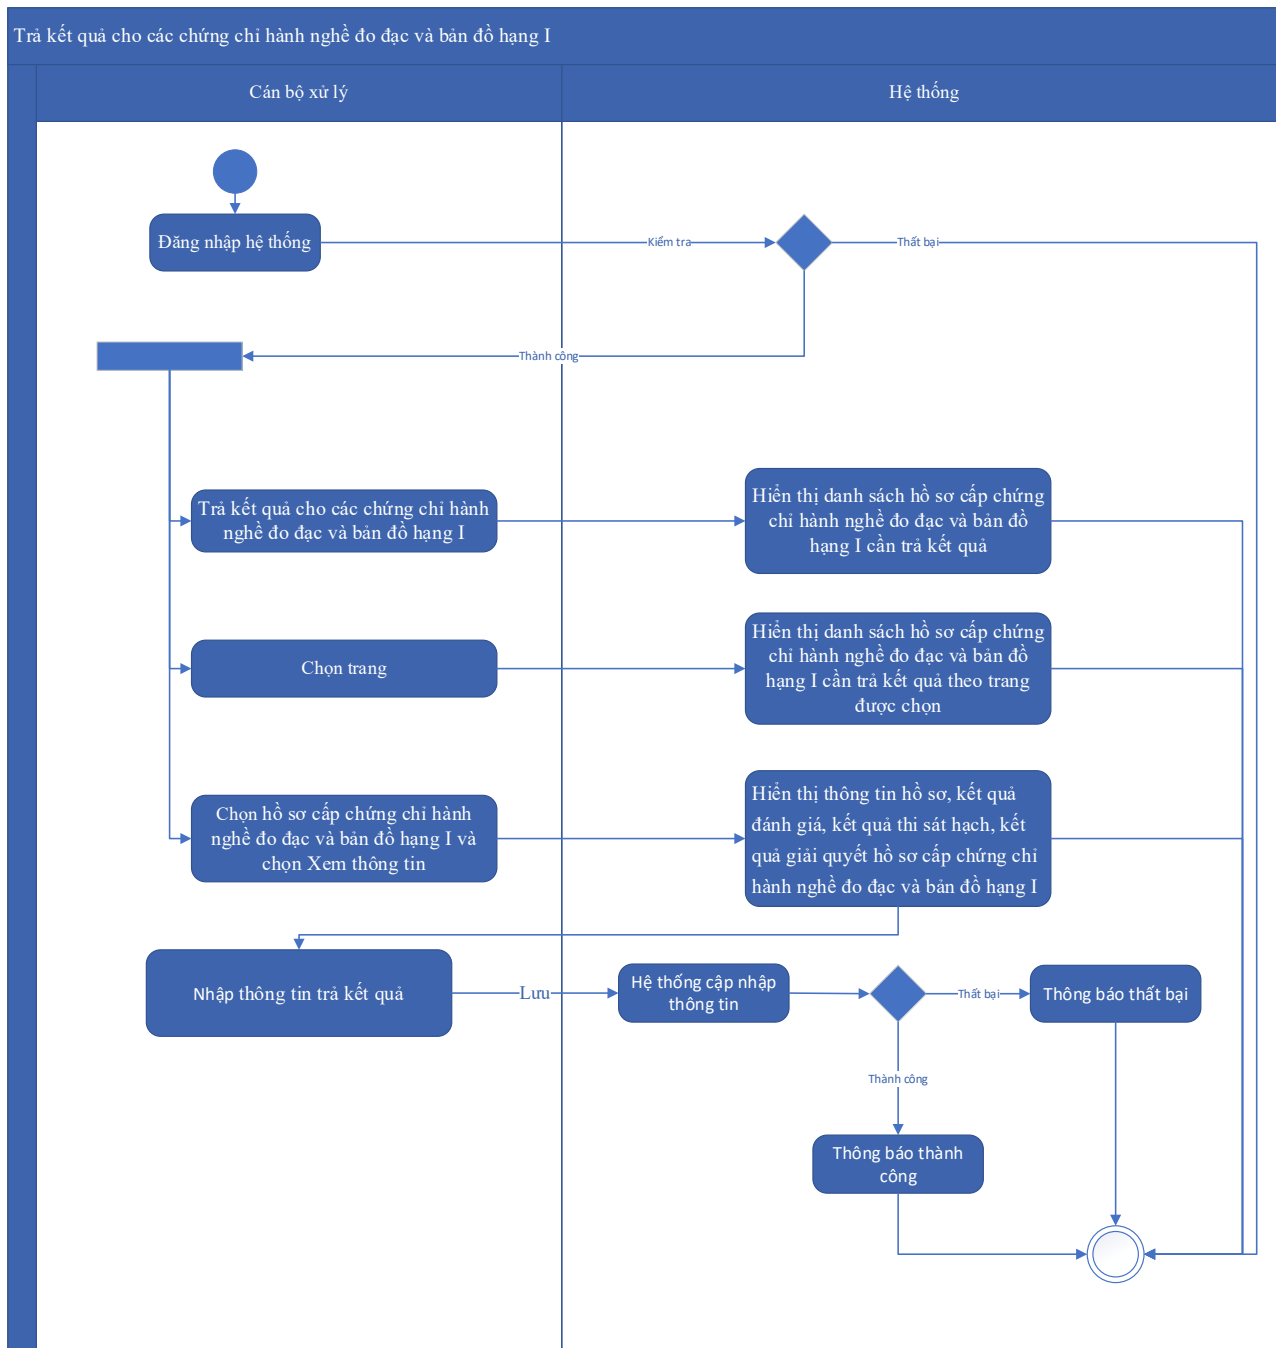 Trả kết quả cho các chứng chỉ hành nghề đo đạc và bản đồ hạng I
Cán bộ xử lý
Hệ thống
Đăng nhập hệ thống
Kiểm tra
Thất bại
Thành công
Trả kết quả cho các chứng chỉ hành
nghề đo đạc và bản đồ hạng I
Hiển thị danh sách hồ sơ cấp chứng
chỉ hành nghề đo đạc và bản đồ
hạng I cần trả kết quả
Chọn trang
Hiển thị danh sách hồ sơ cấp chứng
chỉ hành nghề đo đạc và bản đồ
hạng I cần trả kết quả theo trang
được chọn
Chọn hồ sơ cấp chứng chỉ hành
nghề đo đạc và bản đồ hạng I và
chọn Xem thông tin
Hiển thị thông tin hồ sơ, kết quả
đánh giá, kết quả thi sát hạch, kết
quả giải quyết hồ sơ cấp chứng chỉ
hành nghề đo đạc và bản đồ hạng I
Nhập thông tin trả kết quả
Lưu
Hệ thống cập nhập
thông tin
Thất bại
Thông báo thất bại
Thành công
Thông báo thành
công